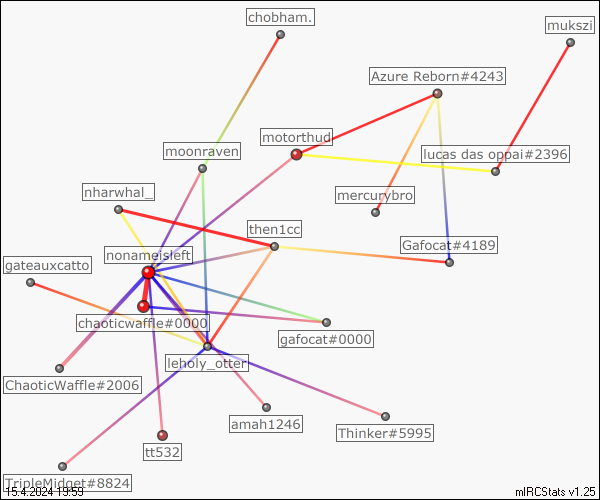 chobham.
mukszi
Azure Reborn#4243
motorthud
moonraven
lucas das oppai#2396
nharwhal_
mercurybro
then1cc
Gafocat#4189
nonameisleft
gateauxcatto
chaoticwaffle#0000
gafocat#0000
leholy_otter
ChaoticWaffle#2006
amah1246
Thinker#5995
tt532
TripleMidget#8824
15.4.2024 19:59
mIRCStats v1.25